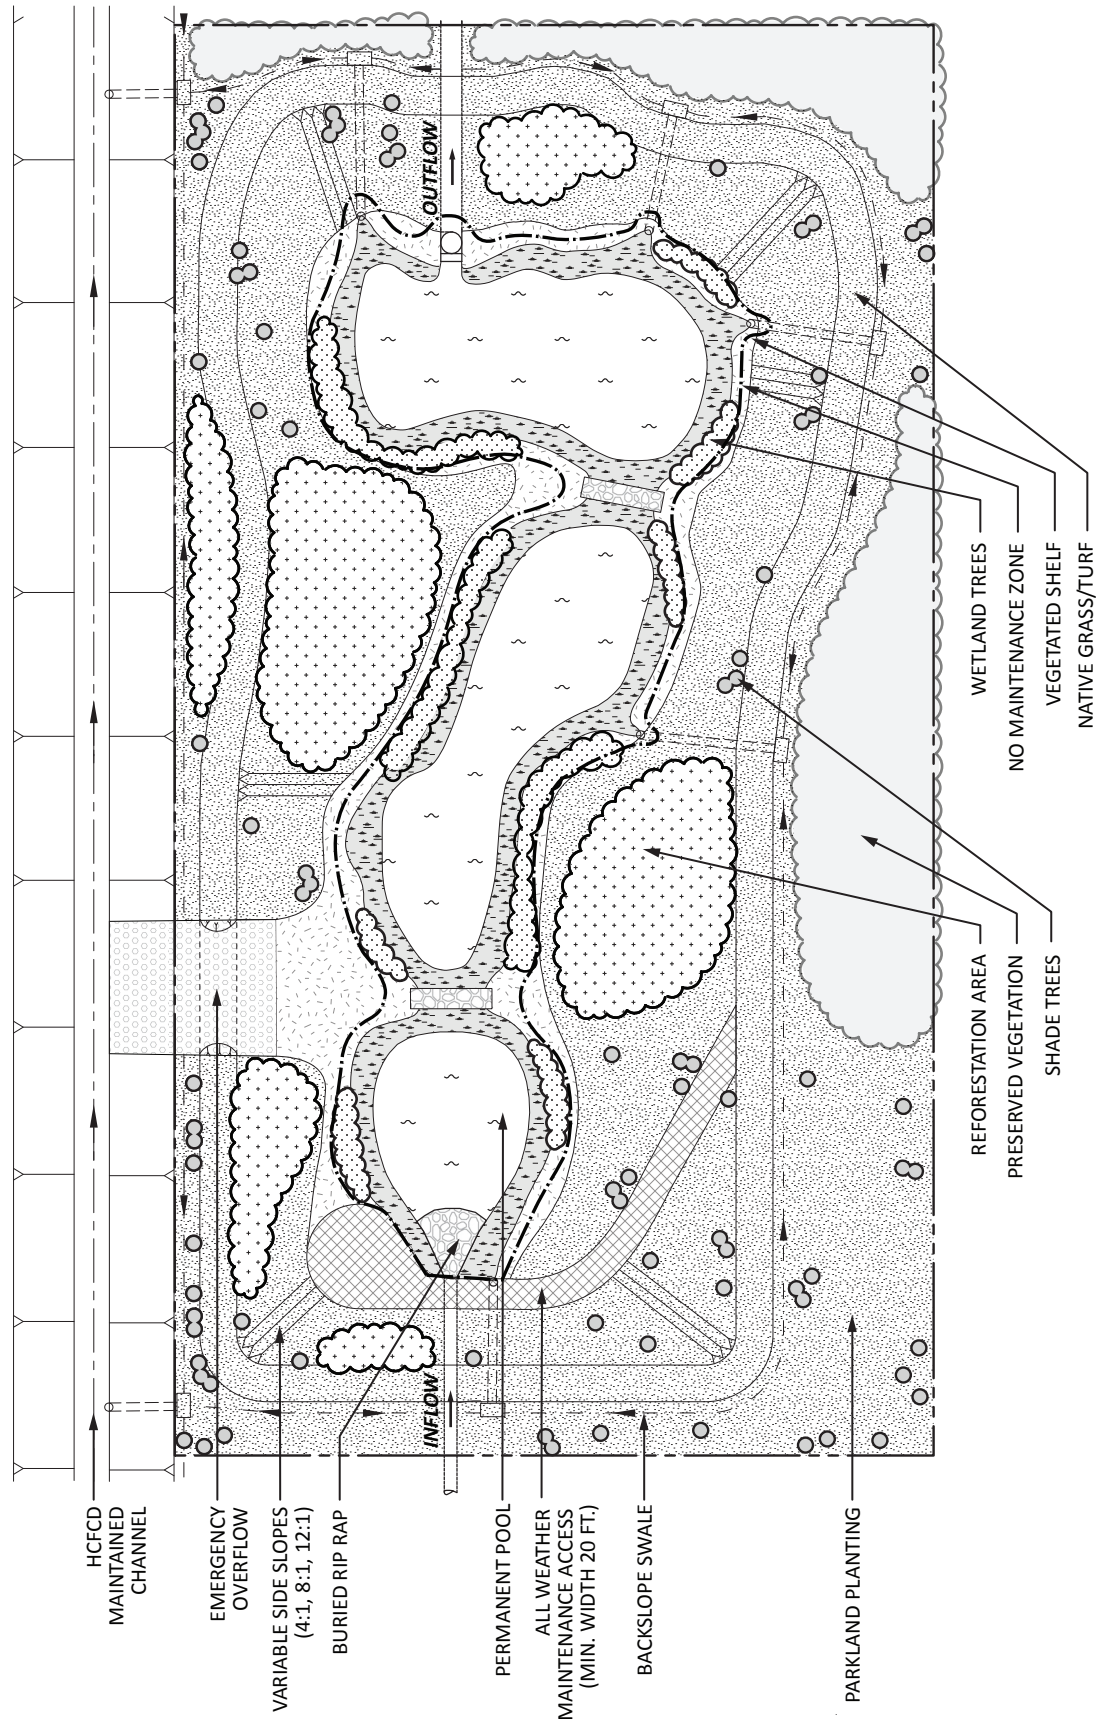 HCFCD
MAINTAINED
CHANNEL
EMERGENCY
OVERFLOW
VARIABLE SIDE SLOPES
(4:1, 8:1, 12:1)
BURIED RIP RAP
PERMANENT POOL
ALL WEATHER
MAINTENANCE ACCESS
(MIN. WIDTH 20 FT.)
BACKSLOPE SWALE
PARKLAND PLANTING
INFLOW
OUTFLOW
REFORESTATION AREA
PRESERVED VEGETATION
SHADE TREES
WETLAND TREES
NO MAINTENANCE ZONE
VEGETATED SHELF
NATIVE GRASS/TURF